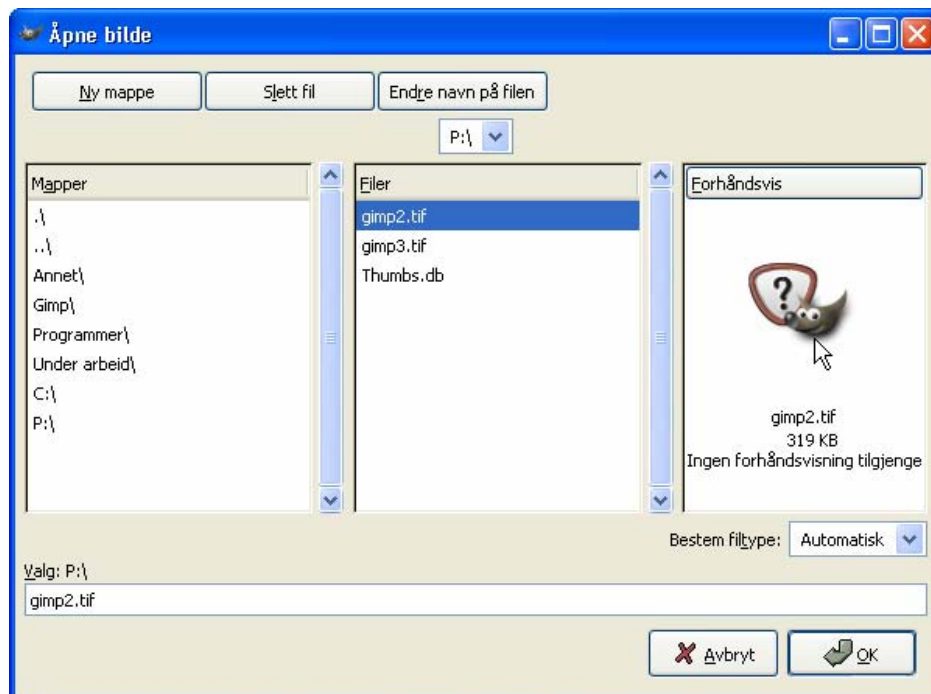 Åpne bilde
Ny mappe
Slett fil
Endre navn på filen
P:\
Mapper
.\
..\
Annet\
Gimp\
Programmer\
Under arbeid\
C:\
P:\
Filer
gimp2.tif
gimp3.tif
Thumbs.db
Forhåndsvis
?
gimp2.tif
319 KB
Ingen forhåndsvisning tilgjenge
Bestem filtype: Automatisk
Valg: P:\
gimp2.tif
Avbryt
OK